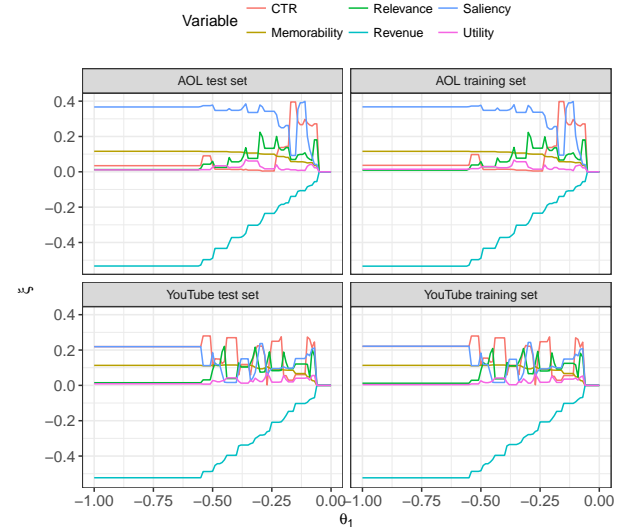 Variable
CTR Relevance Saliency
Memorability Revenue Utility
AOL test set AOL training set
0.4
0.2
0.0
−0.2
−0.4
ξ
YouTube test set YouTube training set
0.4
0.2
0.0
−0.2
−0.4
−1.00 −0.75 −0.50 −0.25 0.00 −1.00 −0.75 −0.50 −0.25 0.00
θ1